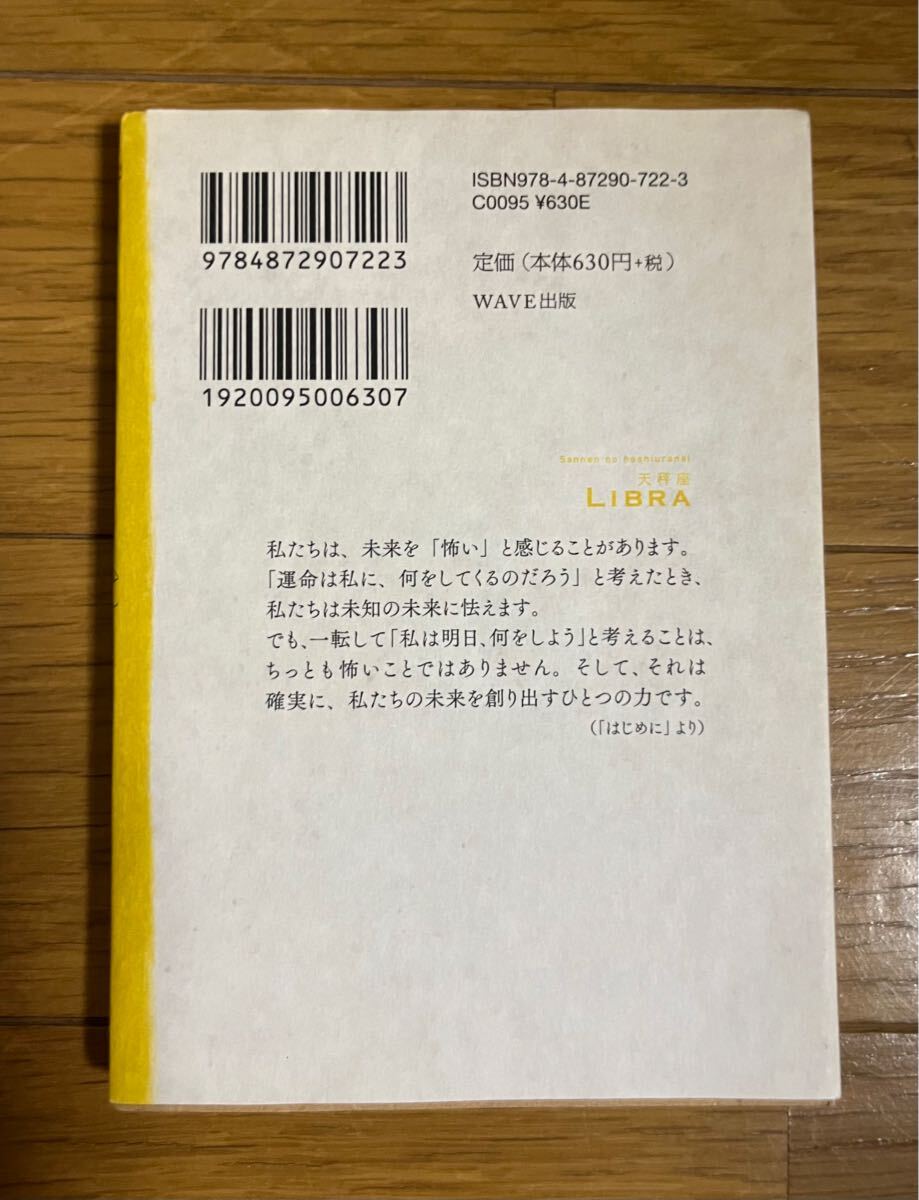 ISBN978-4-87290-722-3
C0095 ¥630E
9784872907223
定価（本体630円+税）
WAVE出版
1920095006307
Sannen no hoshiuranai
天秤座
LIBRA
私たちは、未来を「怖い」と感じることがあります。
「運命は私に、何をしてくるのだろう」と考えたとき、
私たちは未知の未来に怯えます。
でも、一転して「私は明日、何をしよう」と考えることは、
ちっとも怖いことではありません。そして、それは
確実に、私たちの未来を創り出すひとつの力です。
（「はじめに」より）